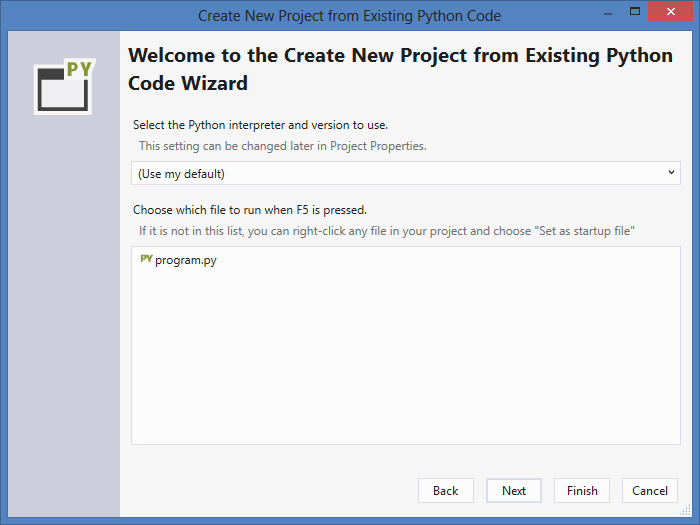 Create New Project from Existing Python Code
PY
Welcome to the Create New Project from Existing Python
Code Wizard
Select the Python interpreter and version to use.
This setting can be changed later in Project Properties.
(Use my default)
Choose which file to run when F5 is pressed.
If it is not in this list, you can right-click any file in your project and choose "Set as startup file"
PY program.py
Back Next Finish Cancel